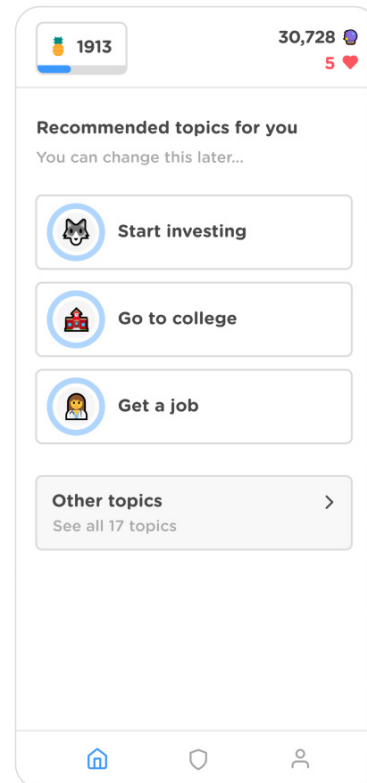 1913
30,728
5
Recommended topics for you
You can change this later...
Start investing
Go to college
Get a job
Other topics
See all 17 topics